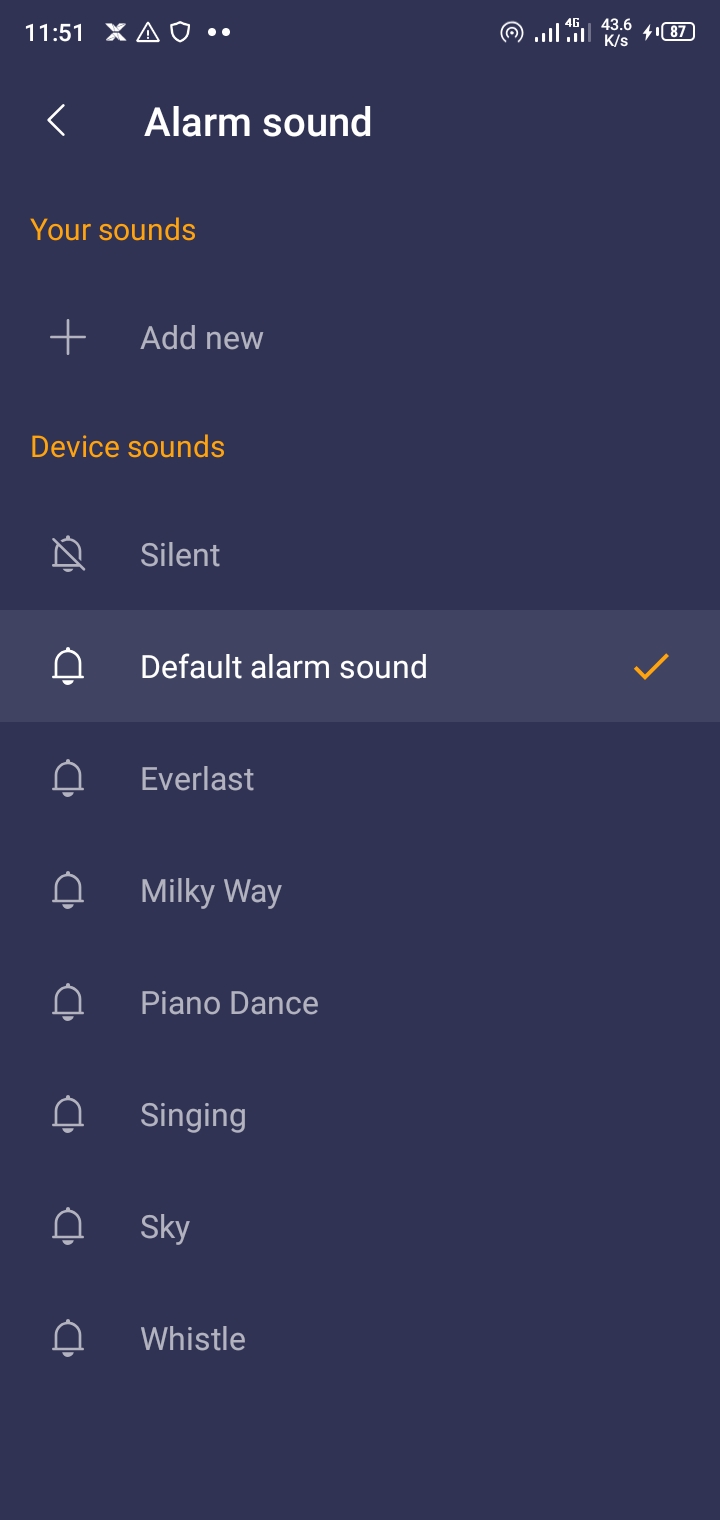 11:51 4G 43.6 K/s 87
Alarm sound
Your sounds
Add new
Device sounds
Silent
Default alarm sound
Everlast
Milky Way
Piano Dance
Singing
Sky
Whistle